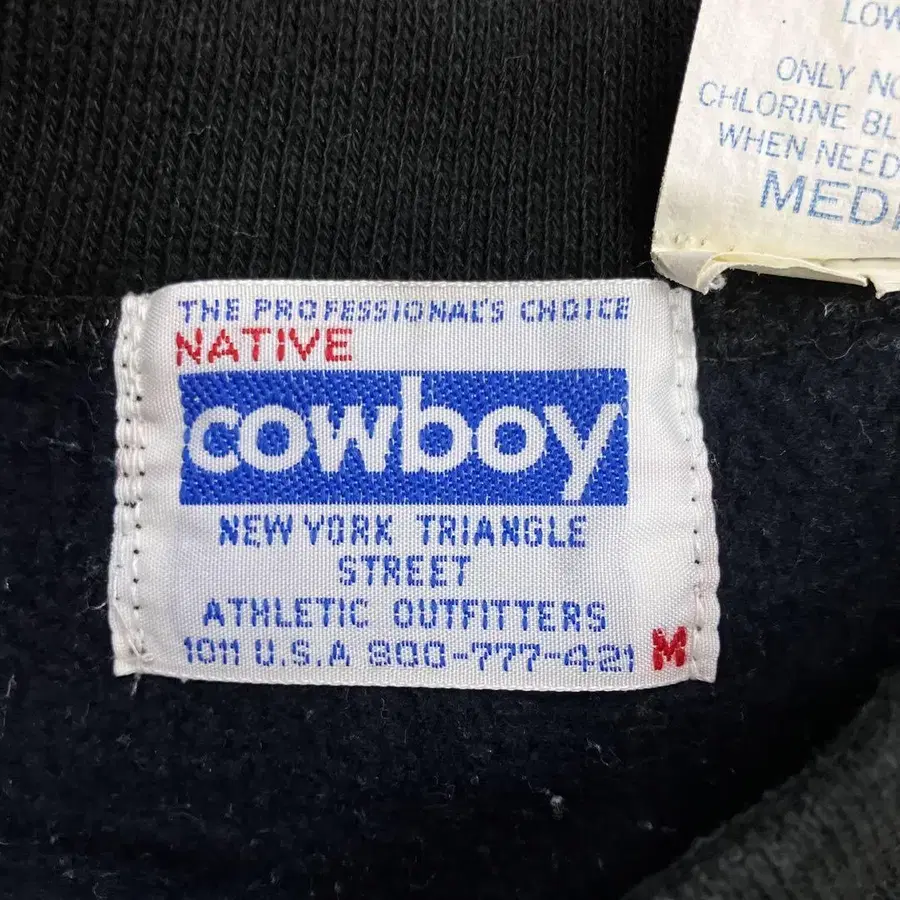 LOW
ONLY NO
CHLORINE BL
WHEN NEED
MEDI
THE PROFESSIONAL'S CHOICE
NATIVE
cowboy
NEW YORK TRIANGLE
STREET
ATHLETIC OUTFITTERS
1011 U.S.A 800-777-421 M